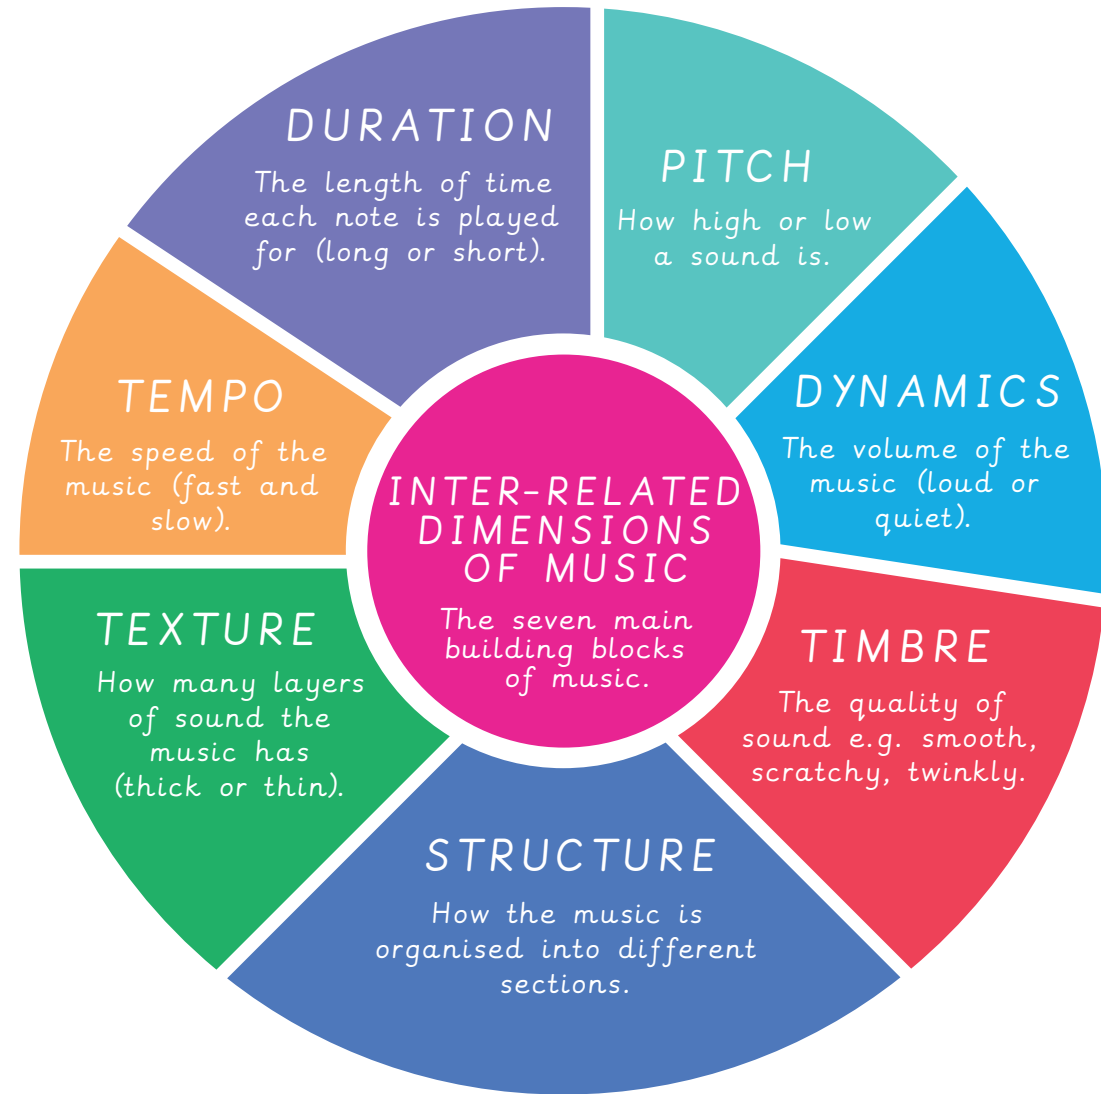 DURATION
The length of time
each note is played
for (long or short).
PITCH
How high or low
a sound is.
DYNAMICS
The volume of the
music (loud or
quiet).
TIMBRE
The quality of
sound e.g. smooth,
scratchy, twinkly.
STRUCTURE
How the music is
organised into different
sections.
TEXTURE
How many layers
of sound the
music has
(thick or thin).
TEMPO
The speed of the
music (fast and
slow).
INTER-RELATED
DIMENSIONS
OF MUSIC
The seven main
building blocks
of music.